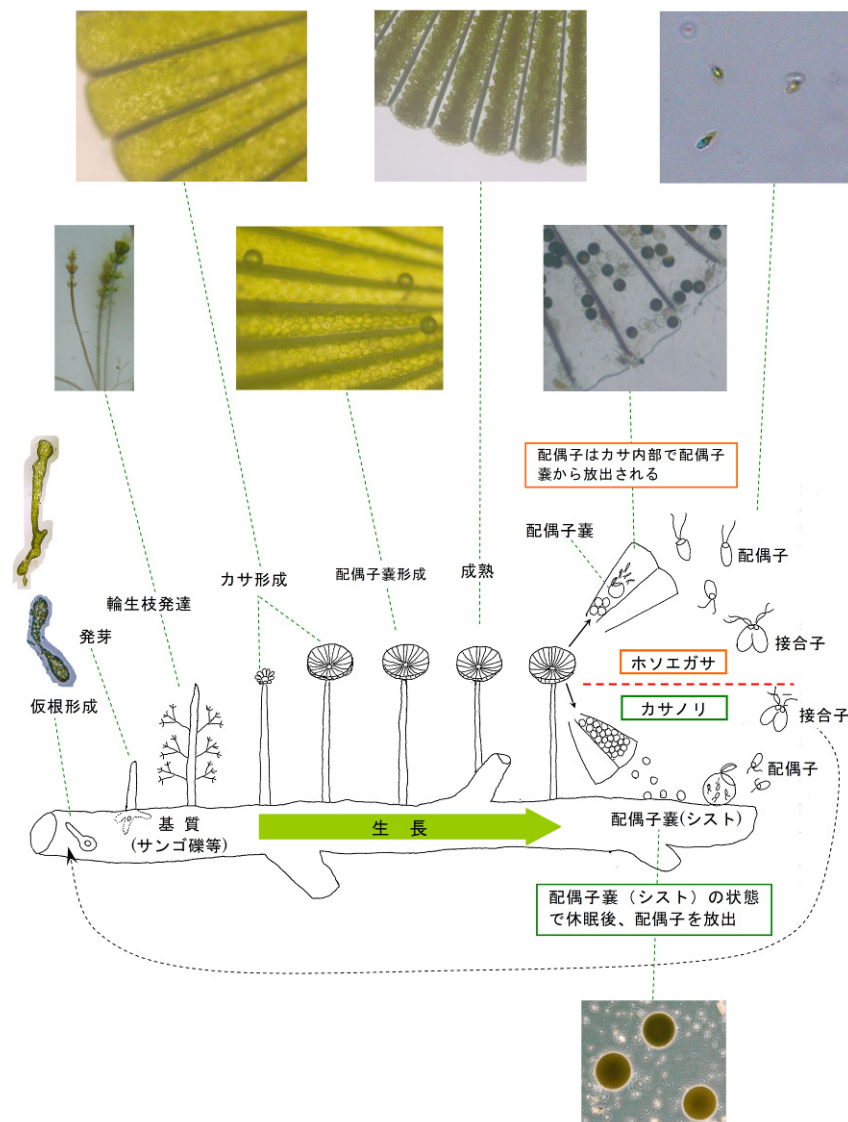 配偶子はカサ内部で配偶子
嚢から放出される
配偶子嚢
配偶子
カサ形成
配偶子嚢形成
成熟
輪生枝発達
発芽
接合子
ホソエガサ
仮根形成
カサノリ
接合子
配偶子
基 質
(サンゴ礫等)
生 長
配偶子嚢(シスト)
配偶子嚢（シスト）の状態
で休眠後、配偶子を放出